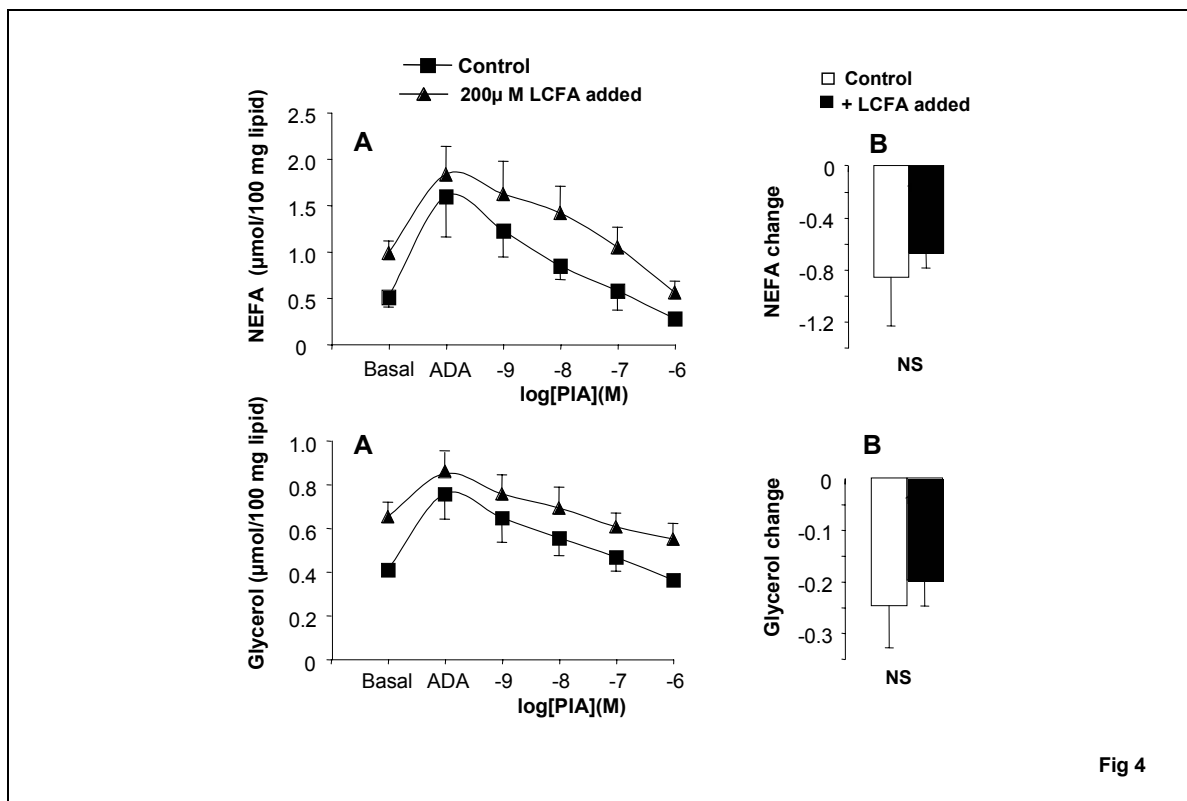 Control
200µ M LCFA added
Control
+ LCFA added
A
NEFA (µmol/100 mg lipid)
2.5
2.0
1.5
1.0
0.5
0
Basal ADA -9 -8 -7 -6
log[PIA](M)
B
NEFA change
0
-0.4
-0.8
-1.2
NS
A
Glycerol (µmol/100 mg lipid)
1.0
0.8
0.6
0.4
0.2
0
Basal ADA -9 -8 -7 -6
log[PIA](M)
B
Glycerol change
0
-0.1
-0.2
-0.3
NS
Fig 4